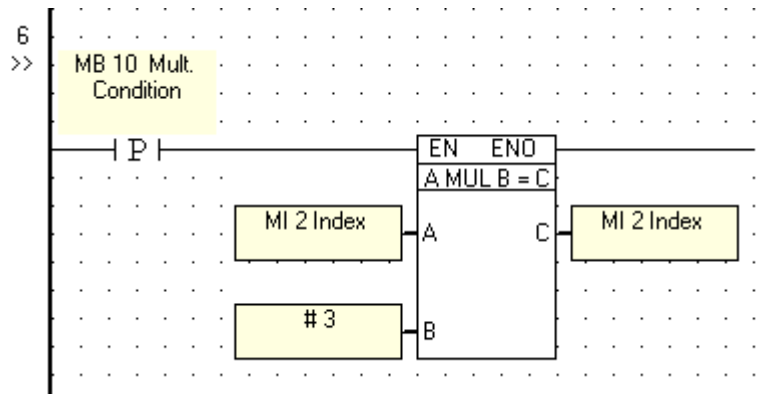 6
>>
MB 10 Mult.
Condition
P
EN ENO
A MUL B = C
MI 2 Index
A
C
MI 2 Index
# 3
B